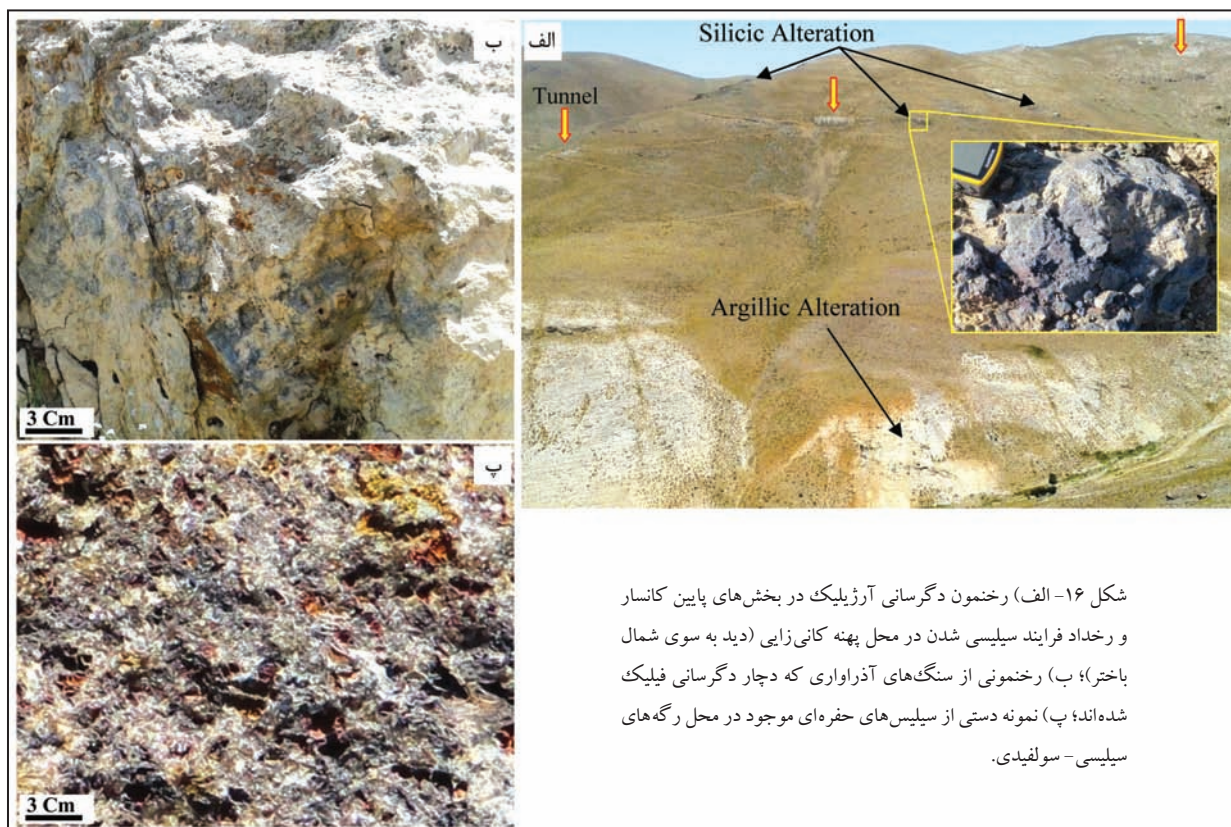 ب
الف
Silicic Alteration
Tunnel
Argillic Alteration
3 Cm
پ
3 Cm
شکل ۱۶- الف) رخنمون دگرسانی آرژیلیک در بخش‌های پایین کانسار
و رخداد فرایند سیلیسی شدن در محل پهنه کانی‌زایی (دید به سوی شمال
باختر)؛ ب) رخنمونی از سنگ‌های آذرآواری که دچار دگرسانی فیلیک
شده‌اند؛ پ) نمونه دستی از سیلیس‌های حفره‌ای موجود در محل رگه‌های
سیلیسی- سولفیدی.